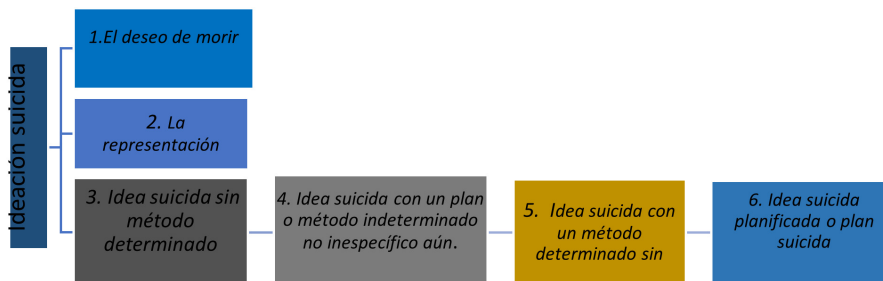 Ideación suicida
1.El deseo de morir
2. La
representación
3. Idea suicida sin
método
determinado
4. Idea suicida con un plan
o método indeterminado
no inespecífico aún.
5. Idea suicida con
un método
determinado sin
6. Idea suicida
planificada o plan
suicida